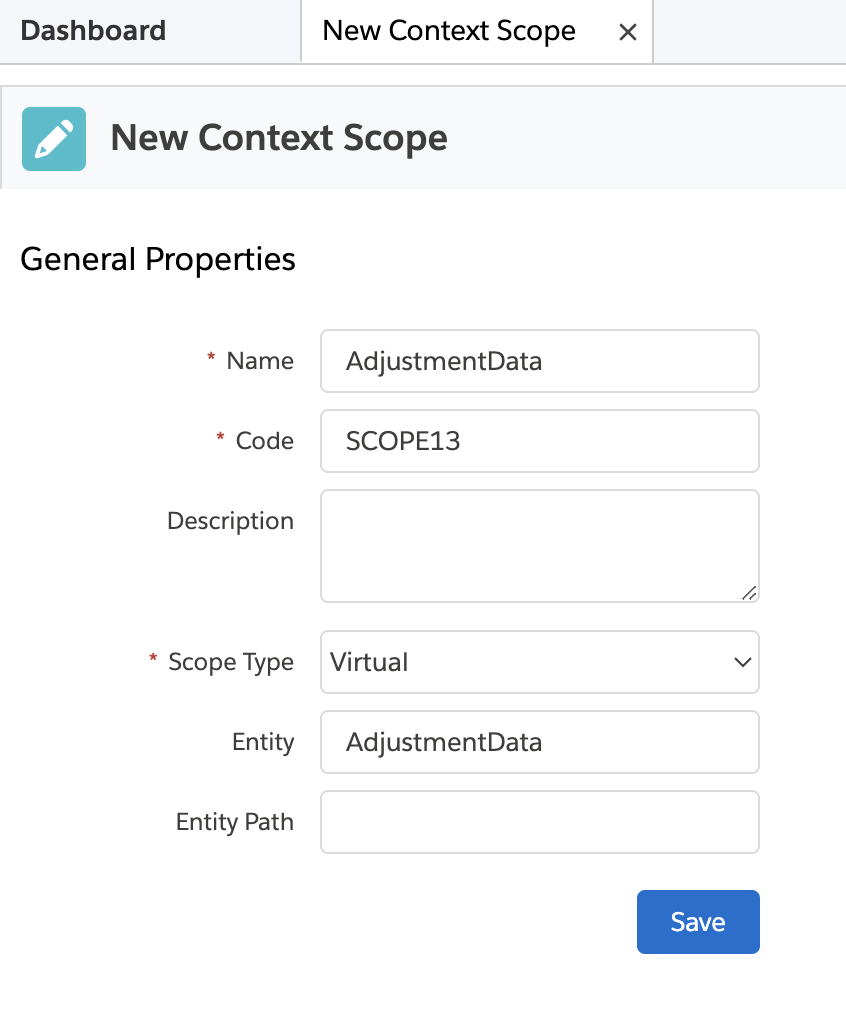 Dashboard
New Context Scope ×
New Context Scope
General Properties
* Name AdjustmentData
* Code SCOPE13
Description
* Scope Type Virtual
Entity AdjustmentData
Entity Path
Save